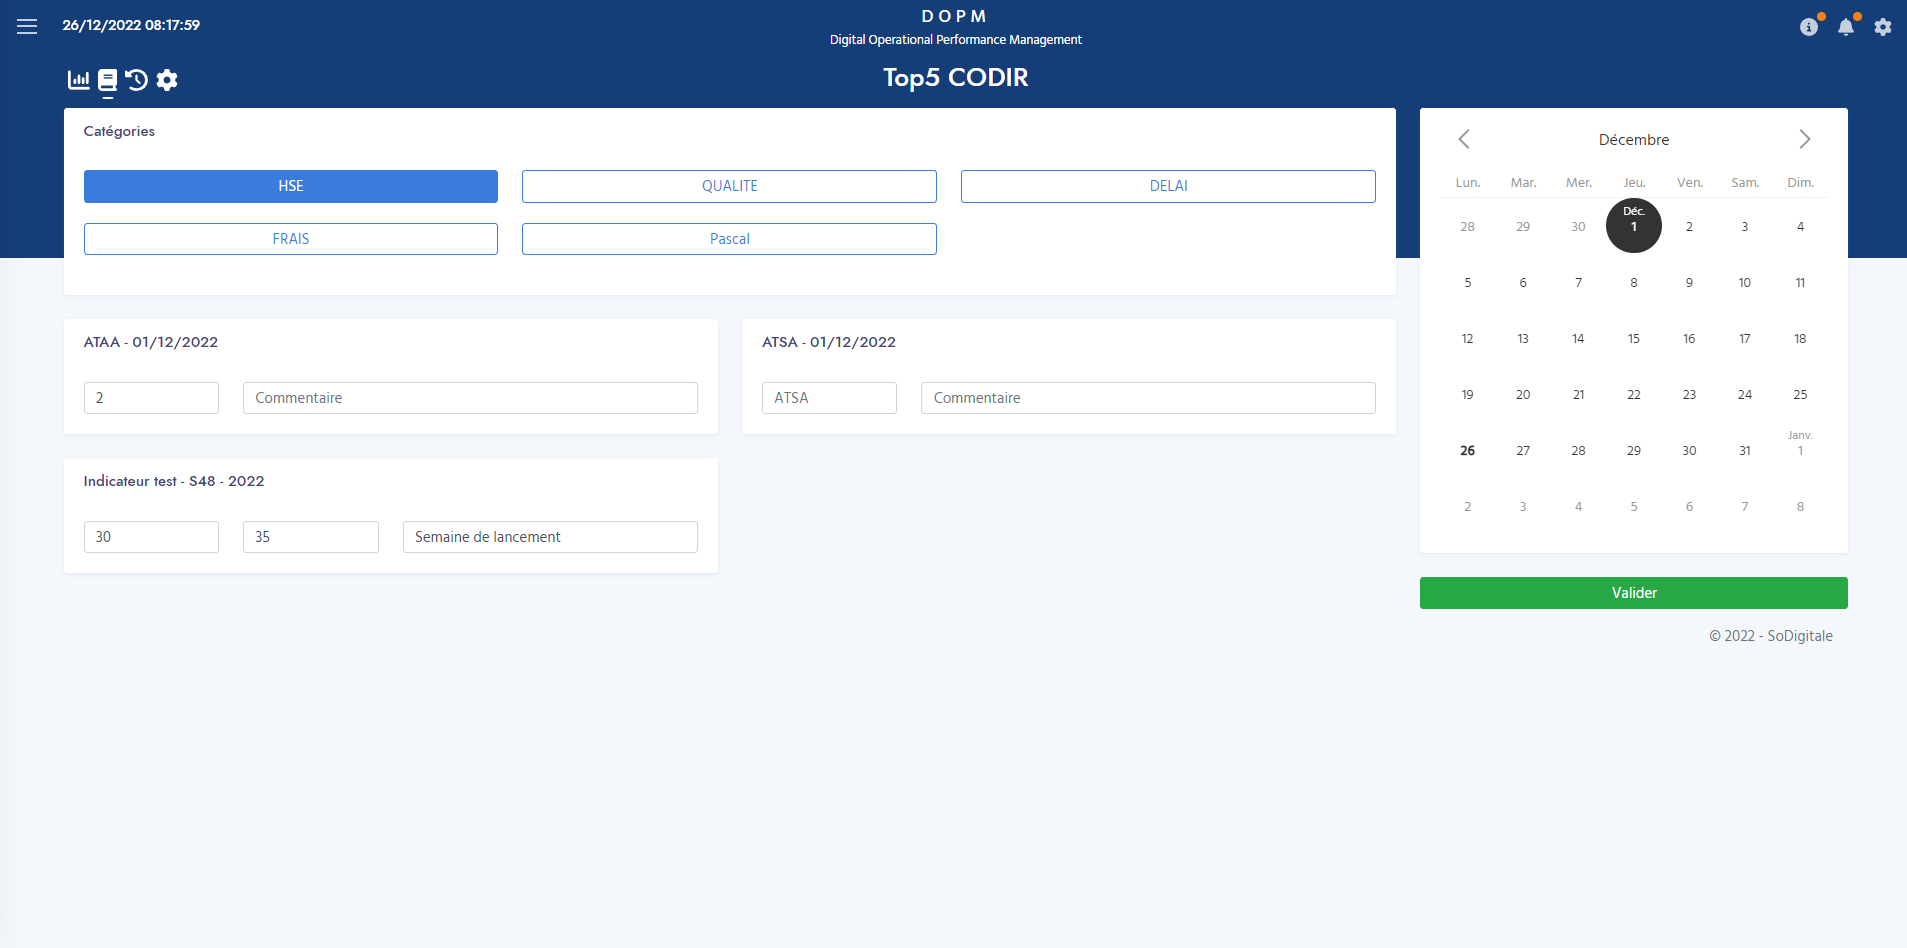 26/12/2022 08:17:59
DOPM
Digital Operational Performance Management
Top5 CODIR
Catégories
HSE
QUALITE
DELAI
FRAIS
Pascal
ATAA - 01/12/2022
2
Commentaire
ATSA - 01/12/2022
ATSA
Commentaire
Indicateur test - S48 - 2022
30
35
Semaine de lancement
Décembre
Lun. Mar. Mer. Jeu. Ven. Sam. Dim.
28 29 30 Déc. 1 2 3 4
5 6 7 8 9 10 11
12 13 14 15 16 17 18
19 20 21 22 23 24 25
26 27 28 29 30 31 Janv. 1
2 3 4 5 6 7 8
Valider
© 2022 - SoDigitale